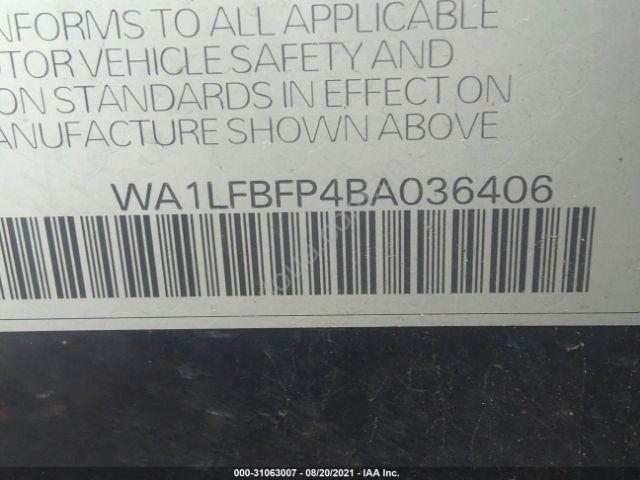 NFORMS TO ALL APPLICABLE
OTOR VEHICLE SAFETY AND
ON STANDARDS IN EFFECT ON
ANUFACTURE SHOWN ABOVE
WA1LFBFP4BA036406
000-31063007 - 08/20/2021 - IAA Inc.